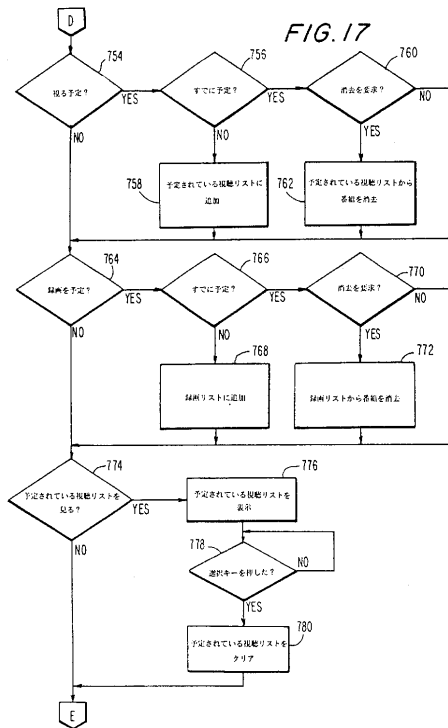 D
FIG.17
754
視る予定?
YES
NO
756
すでに予定?
YES
NO
760
消去を要求?
NO
YES
758
予定されている視聴リストに
追加
762
予定されている視聴リストから
番組を消去
764
録画を予定?
YES
NO
766
すでに予定?
YES
NO
770
消去を要求?
NO
YES
768
録画リストに追加
772
録画リストから番組を消去
774
予定されている視聴リストを
見る?
YES
NO
776
予定されている視聴リストを
表示
778
選択キーを押した?
NO
YES
780
予定されている視聴リストを
クリア
E